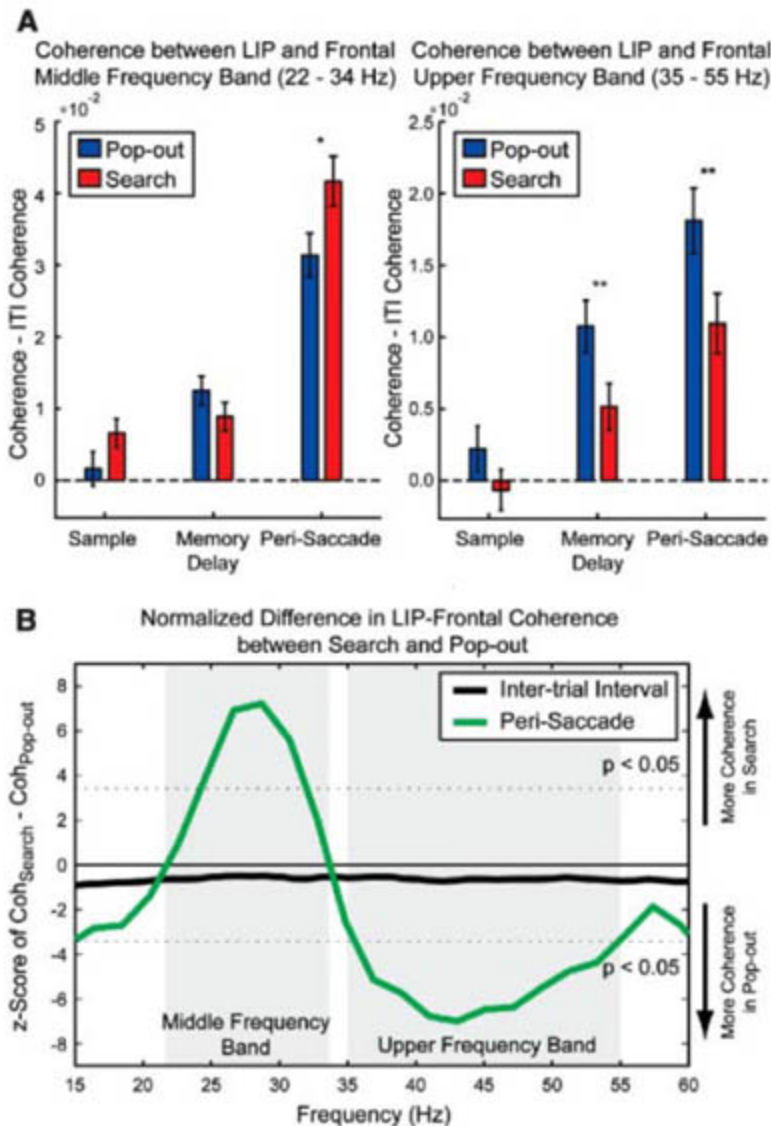 A
Coherence between LIP and Frontal
Middle Frequency Band (22 - 34 Hz)
Coherence between LIP and Frontal
Upper Frequency Band (35 - 55 Hz)
*10-2
5
4
3
2
1
0
Coherence - ITI Coherence
Pop-out
Search
*
Sample
Memory
Delay
Peri-Saccade
*10-2
2.5
2.0
1.5
1.0
0.5
0.0
Coherence - ITI Coherence
Pop-out
Search
**
**
Sample
Memory
Delay
Peri-Saccade
B
Normalized Difference in LIP-Frontal Coherence
between Search and Pop-out
8
6
4
2
0
-2
-4
-6
-8
z-Score of CohSearch - CohPop-out
Inter-trial Interval
Peri-Saccade
p < 0.05
p < 0.05
More Coherence
in Search
More Coherence
in Pop-out
Middle Frequency
Band
Upper Frequency Band
15 21 25 30 35 40 45 50 55 60
Frequency (Hz)